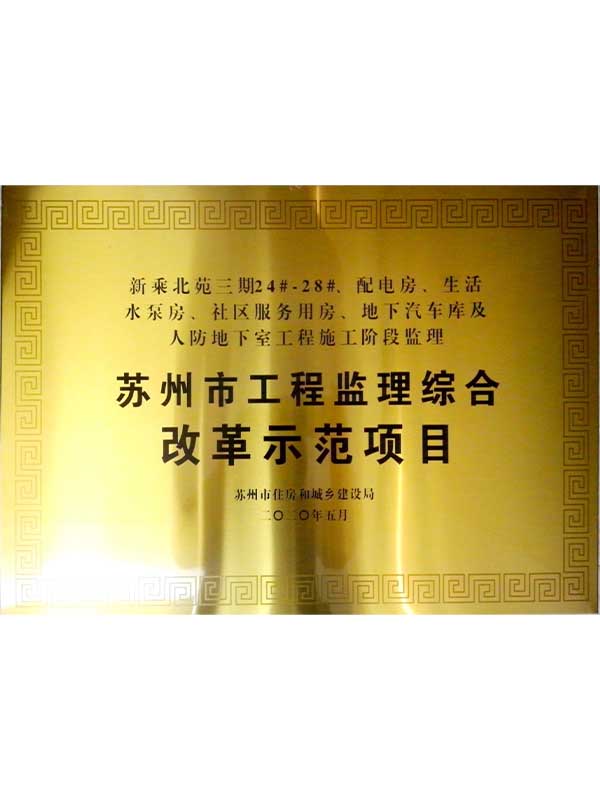 新乘北苑三期24#-28#、配电房、生活
水泵房、社区服务用房、地下汽车库及
人防地下室工程施工阶段监理
苏州市工程监理综合
改革示范项目
苏州市住房和城乡建设局
二〇二〇年五月